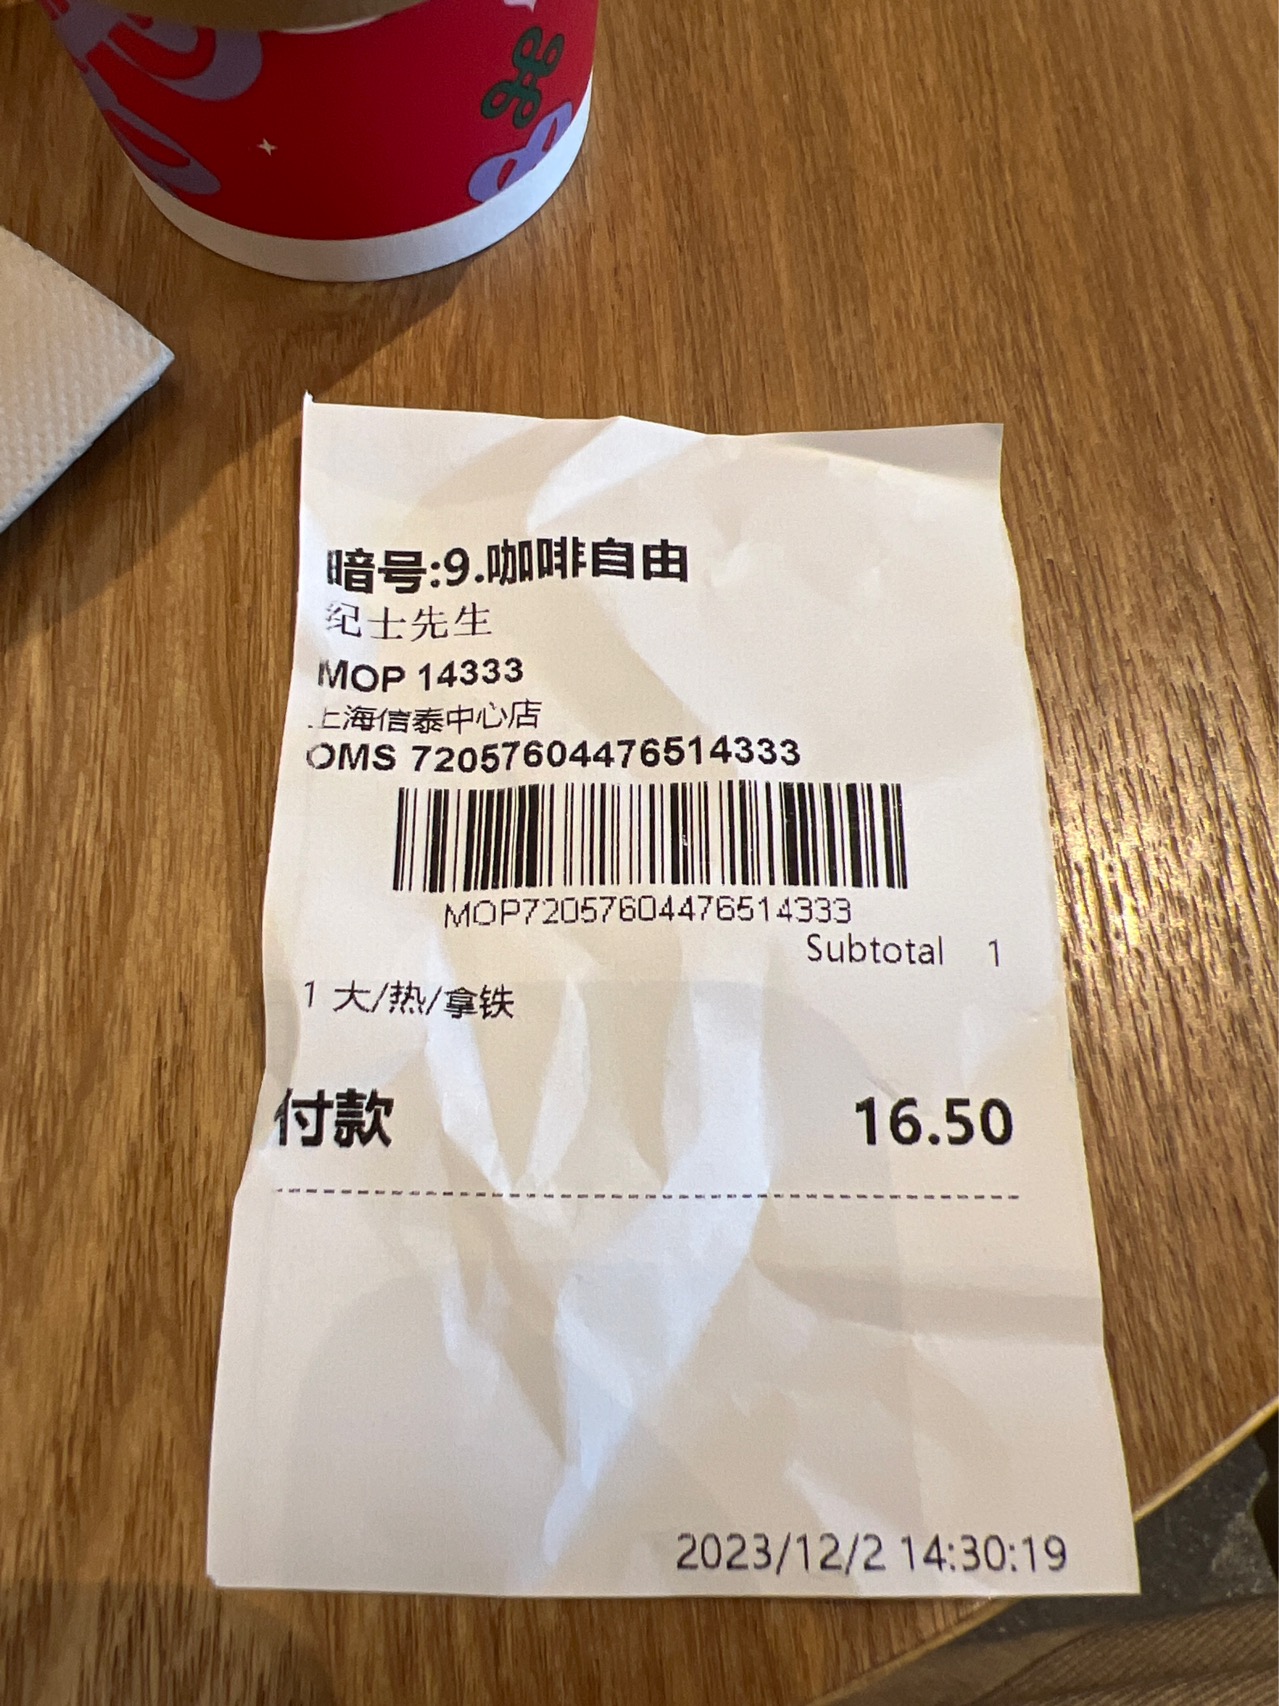 暗号:9.咖啡自由
纪士先生
MOP 14333
上海信泰中心店
OMS 72057604476514333
MOP72057604476514333
Subtotal 1
1 大/热/拿铁
付款 16.50
2023/12/2 14:30:19